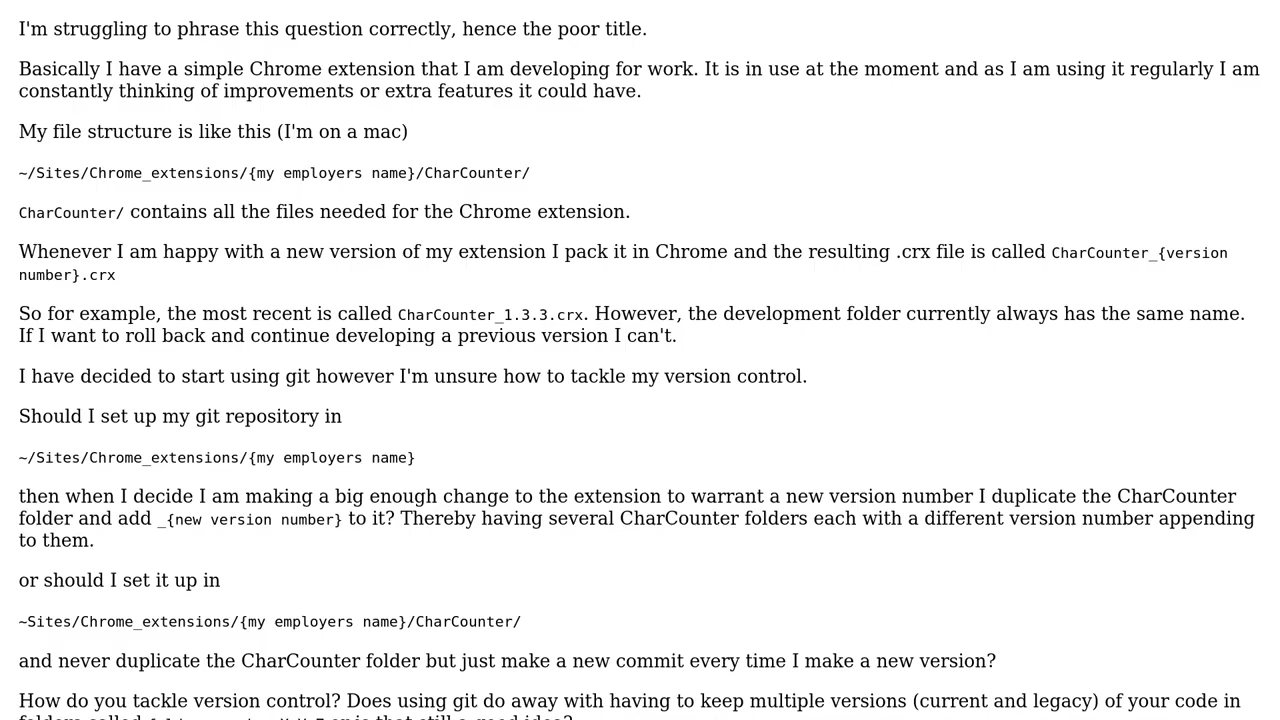 I'm struggling to phrase this question correctly, hence the poor title.
Basically I have a simple Chrome extension that I am developing for work. It is in use at the moment and as I am using it regularly I am
constantly thinking of improvements or extra features it could have.
My file structure is like this (I'm on a mac)
~/Sites/Chrome_extensions/{my employers name}/CharCounter/
CharCounter/ contains all the files needed for the Chrome extension.
Whenever I am happy with a new version of my extension I pack it in Chrome and the resulting .crx file is called CharCounter_{version
number}.crx
So for example, the most recent is called CharCounter_1.3.3.crx. However, the development folder currently always has the same name.
If I want to roll back and continue developing a previous version I can't.
I have decided to start using git however I'm unsure how to tackle my version control.
Should I set up my git repository in
~/Sites/Chrome_extensions/{my employers name}
then when I decide I am making a big enough change to the extension to warrant a new version number I duplicate the CharCounter
folder and add _{new version number} to it? Thereby having several CharCounter folders each with a different version number appending
to them.
or should I set it up in
~Sites/Chrome_extensions/{my employers name}/CharCounter/
and never duplicate the CharCounter folder but just make a new commit every time I make a new version?
How do you tackle version control? Does using git do away with having to keep multiple versions (current and legacy) of your code in
folders called or is that still a good idea?